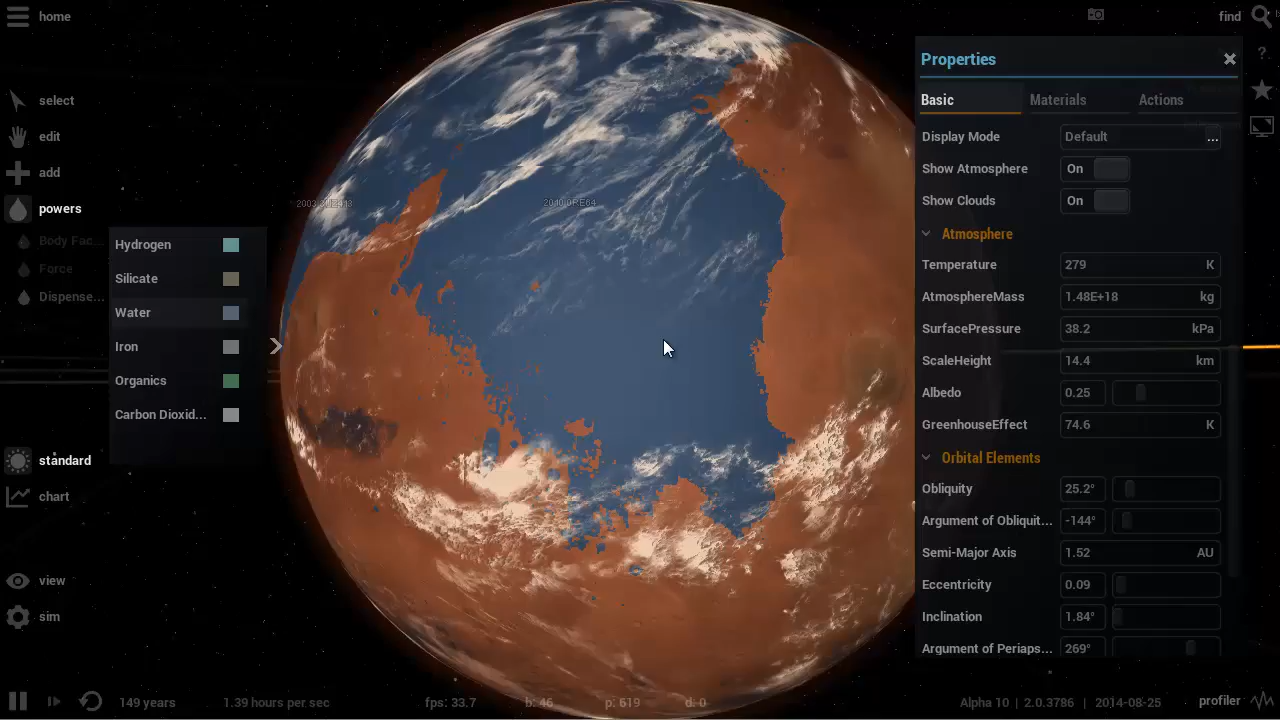 home
find
select
edit
add
powers
Body Fac...
Force
Dispense...
Hydrogen
Silicate
Water
Iron
Organics
Carbon Dioxid...
standard
chart
view
sim
149 years
1.39 hours per sec
fps: 33.7
b: 46
p: 619
d: 0
Alpha 10 | 2.0.3786 | 2014-08-25
profiler
Properties
Basic
Materials
Actions
Display Mode Default ...
Show Atmosphere On
Show Clouds On
Atmosphere
Temperature 279 K
AtmosphereMass 1.48E+18 kg
SurfacePressure 38.2 kPa
ScaleHeight 14.4 km
Albedo 0.25
GreenhouseEffect 74.6 K
Orbital Elements
Obliquity 25.2°
Argument of Obliquit... -144°
Semi-Major Axis 1.52 AU
Eccentricity 0.09
Inclination 1.84°
Argument of Periaps... 269°